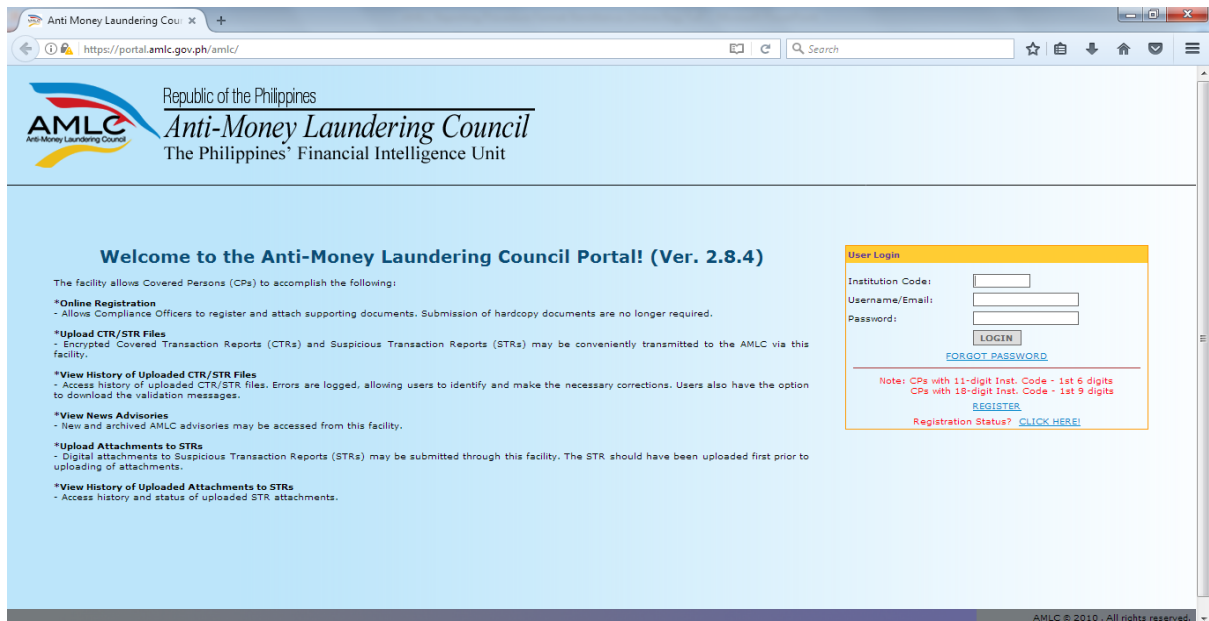 Anti Money Laundering Cou
https://portal.amlc.gov.ph/amlc/
Search
AMLC
Anti-Money Laundering Council
Republic of the Philippines
Anti-Money Laundering Council
The Philippines' Financial Intelligence Unit
Welcome to the Anti-Money Laundering Council Portal! (Ver. 2.8.4)
The facility allows Covered Persons (CPs) to accomplish the following:
*Online Registration
- Allows Compliance Officers to register and attach supporting documents. Submission of hardcopy documents are no longer required.
*Upload CTR/STR Files
- Encrypted Covered Transaction Reports (CTRs) and Suspicious Transaction Reports (STRs) may be conveniently transmitted to the AMLC via this
facility.
*View History of Uploaded CTR/STR Files
- Access history of uploaded CTR/STR files. Errors are logged, allowing users to identify and make the necessary corrections. Users also have the option
to download the validation messages.
*View News Advisories
- New and archived AMLC advisories may be accessed from this facility.
*Upload Attachments to STRs
- Digital attachments to Suspicious Transaction Reports (STRs) may be submitted through this facility. The STR should have been uploaded first prior to
uploading of attachments.
*View History of Uploaded Attachments to STRs
- Access history and status of uploaded STR attachments.
User Login
Institution Code:
Username/Email:
Password:
LOGIN
FORGOT PASSWORD
Note: CPs with 11-digit Inst. Code - 1st 6 digits
CPs with 18-digit Inst. Code - 1st 9 digits
REGISTER
Registration Status? CLICK HERE!
AMLC © 2010 . All rights reserved.